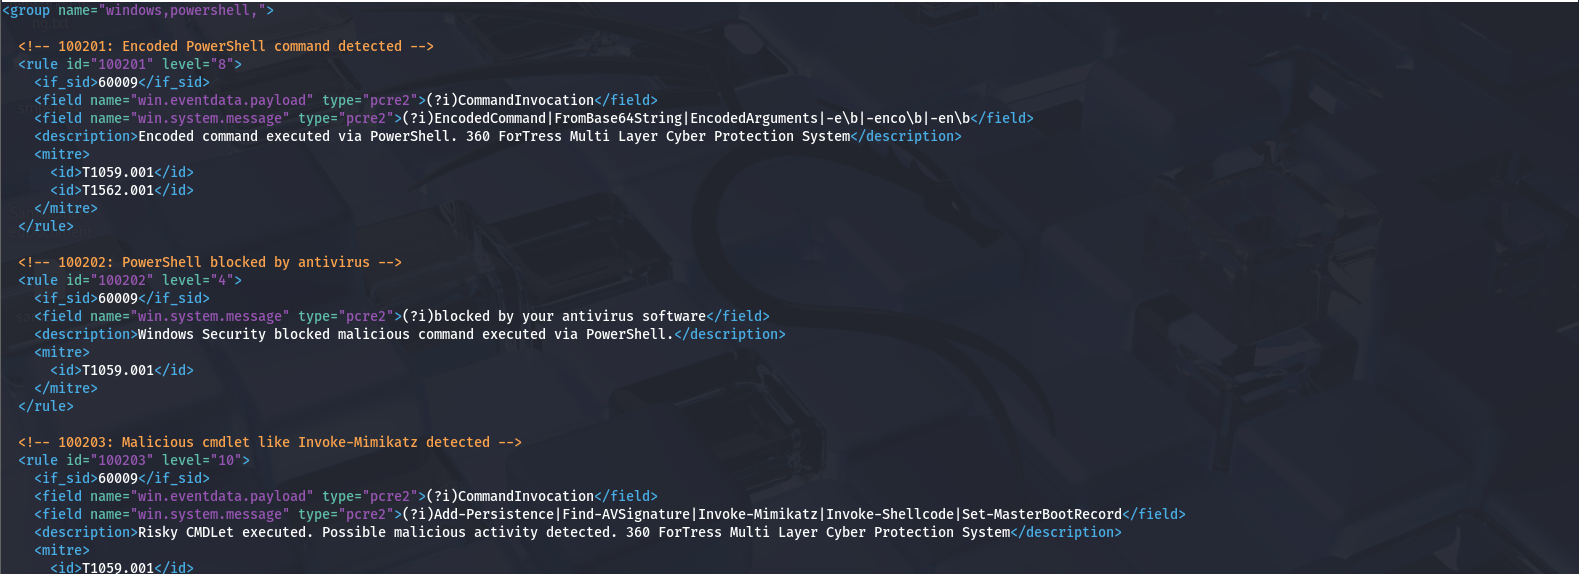 <group name="windows,powershell,">
<!-- 100201: Encoded PowerShell command detected -->
<rule id="100201" level="8">
<if_sid>60009</if_sid>
<field name="win.eventdata.payload" type="pcre2">(?i)CommandInvocation</field>
<field name="win.system.message" type="pcre2">(?i)EncodedCommand|FromBase64String|EncodedArguments|-e\b|-enco\b|-en\b</field>
<description>Encoded command executed via PowerShell. 360 ForTress Multi Layer Cyber Protection System</description>
<mitre>
<id>T1059.001</id>
<id>T1562.001</id>
</mitre>
</rule>
<!-- 100202: PowerShell blocked by antivirus -->
<rule id="100202" level="4">
<if_sid>60009</if_sid>
<field name="win.system.message" type="pcre2">(?i)blocked by your antivirus software</field>
<description>Windows Security blocked malicious command executed via PowerShell.</description>
<mitre>
<id>T1059.001</id>
</mitre>
</rule>
<!-- 100203: Malicious cmdlet like Invoke-Mimikatz detected -->
<rule id="100203" level="10">
<if_sid>60009</if_sid>
<field name="win.eventdata.payload" type="pcre2">(?i)CommandInvocation</field>
<field name="win.system.message" type="pcre2">(?i)Add-Persistence|Find-AVSignature|Invoke-Mimikatz|Invoke-Shellcode|Set-MasterBootRecord</field>
<description>Risky CMDLet executed. Possible malicious activity detected. 360 ForTress Multi Layer Cyber Protection System</description>
<mitre>
<id>T1059.001</id>